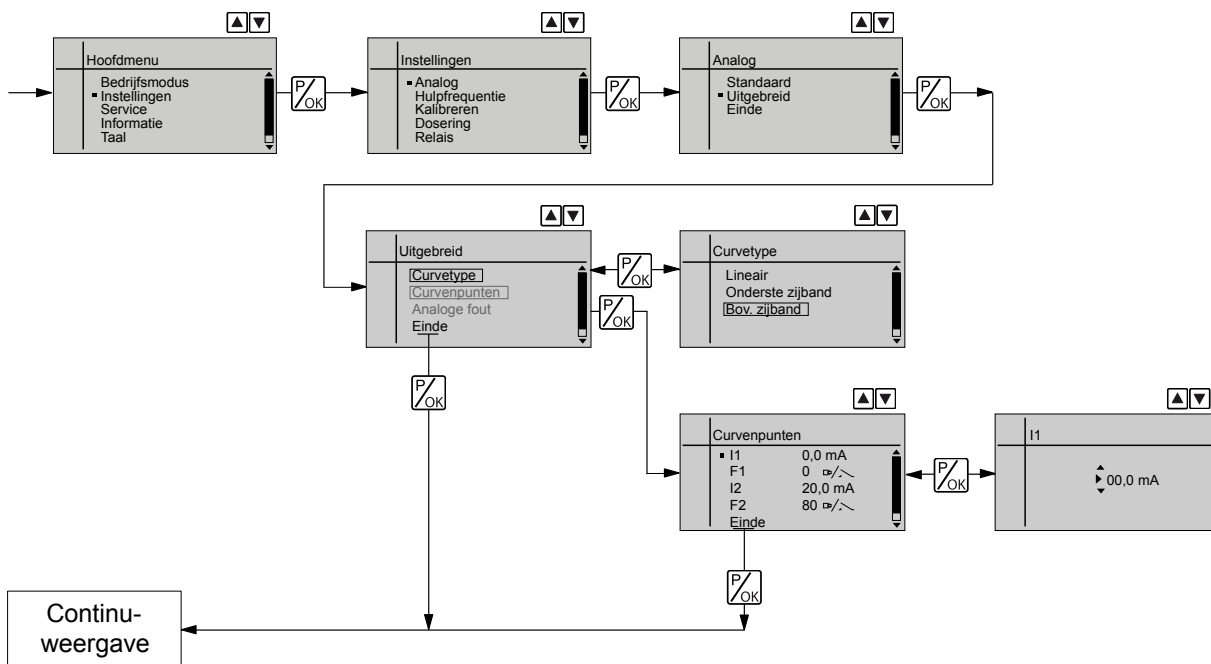 Hoofdmenu
Bedrijfsmodus
Instellingen
Service
Informatie
Taal
P/OK
Instellingen
Analog
Hulpfrequentie
Kalibreren
Dosering
Relais
P/OK
Analog
Standaard
Uitgebreid
Einde
P/OK
Uitgebreid
Curvetype
Curvenpunten
Analoge fout
Einde
P/OK
P/OK
Curvetype
Lineair
Onderste zijband
Bov. zijband
P/OK
Curvenpunten
I1 0,0 mA
F1 0
I2 20,0 mA
F2 80
Einde
P/OK
I1
00,0 mA
P/OK
Continu-
weergave